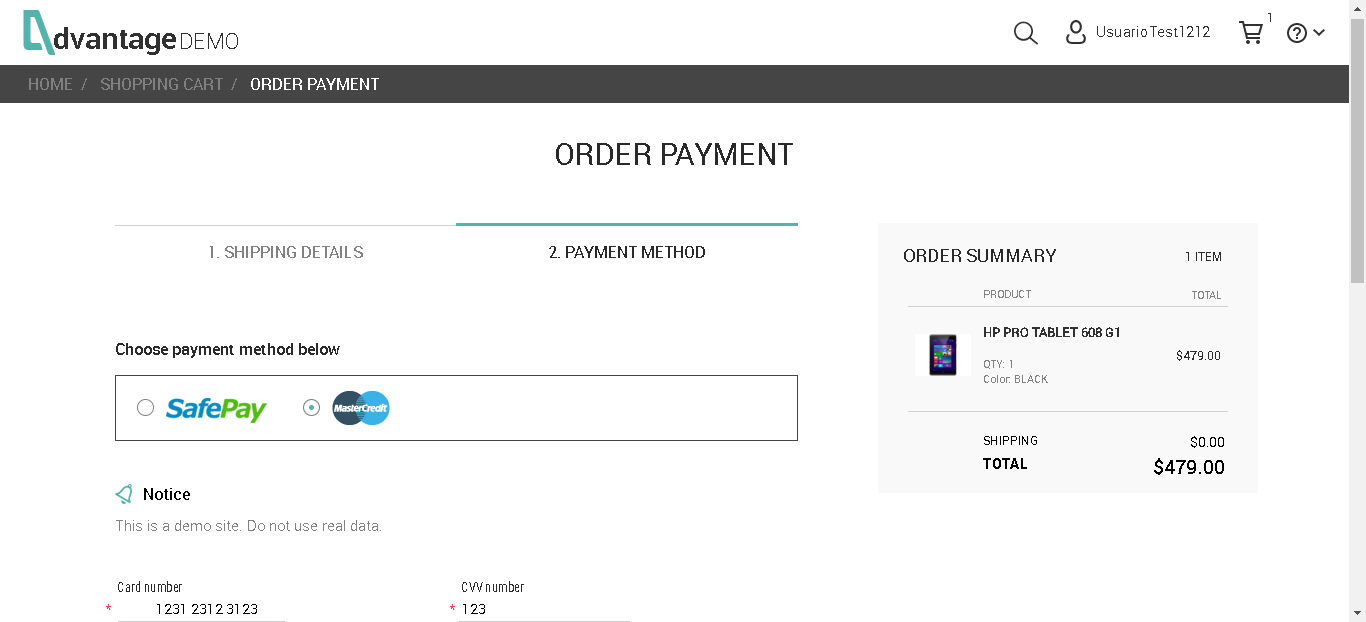 dvantage DEMO
UsuarioTest1212
1
HOME / SHOPPING CART / ORDER PAYMENT
ORDER PAYMENT
1. SHIPPING DETAILS
2. PAYMENT METHOD
Choose payment method below
SafePay
MasterCredit
Notice
This is a demo site. Do not use real data.
Card number
* 1231 2312 3123
CVV number
* 123
ORDER SUMMARY
1 ITEM
PRODUCT
TOTAL
HP PRO TABLET 608 G1
QTY: 1
Color: BLACK
$479.00
SHIPPING
$0.00
TOTAL
$479.00